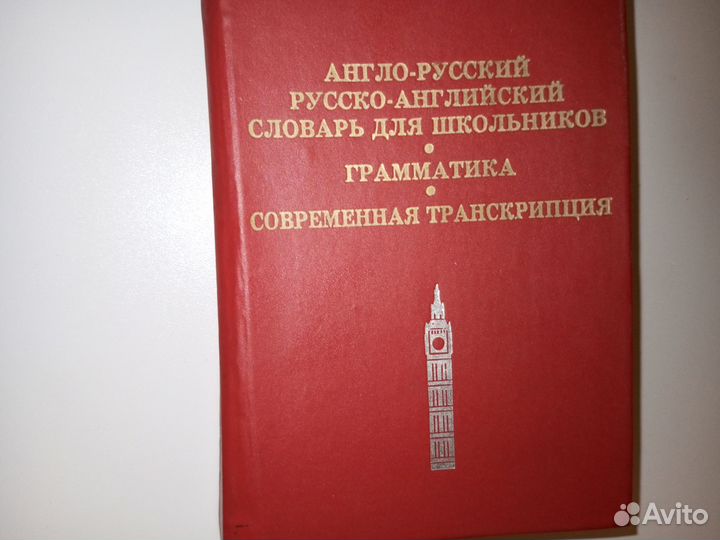 АНГЛО-РУССКИЙ
РУССКО-АНГЛИЙСКИЙ
СЛОВАРЬ ДЛЯ ШКОЛЬНИКОВ
•
ГРАММАТИКА
•
СОВРЕМЕННАЯ ТРАНСКРИПЦИЯ
Avito